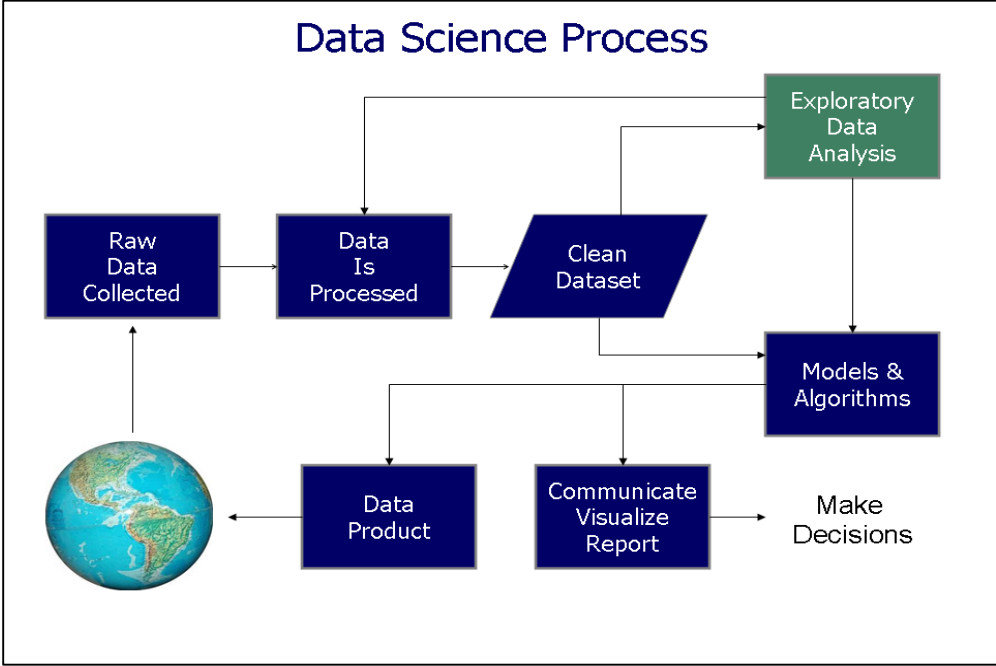 Data Science Process
Exploratory
Data
Analysis
Raw
Data
Collected
Data
Is
Processed
Clean
Dataset
Models &
Algorithms
Data
Product
Communicate
Visualize
Report
Make
Decisions